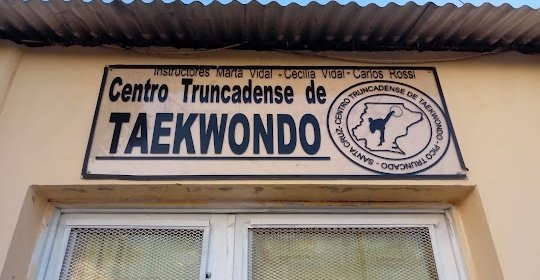 Instructores Marta Vidal - Cecilia Vidal - Carlos Rossi
Centro Truncadense de
TAEKWONDO
CENTRO TRUNCADENSE DE TAEKWONDO - PICO TRUNCADO - SANTA CRUZ -